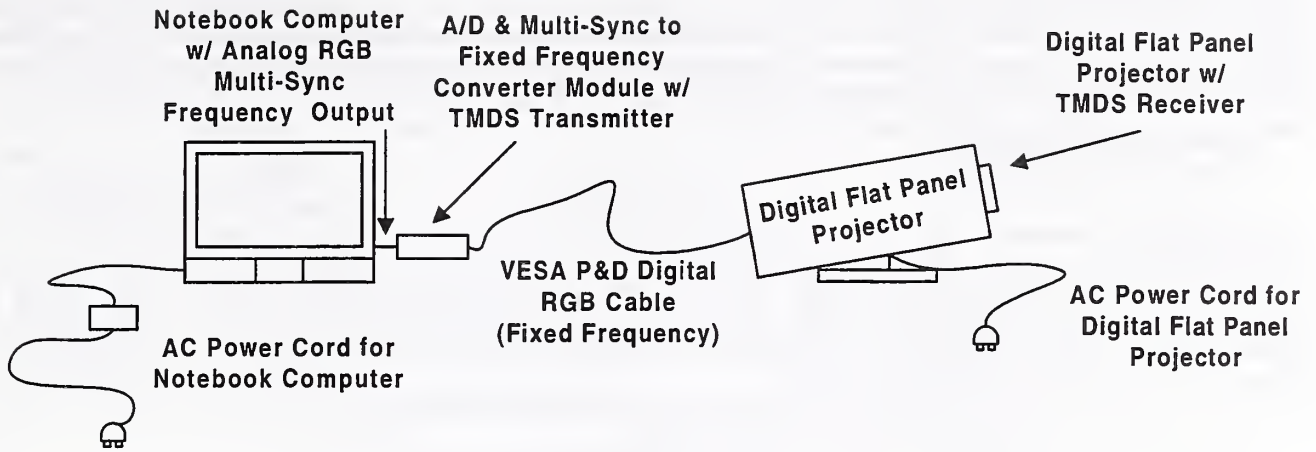 Notebook Computer
w/ Analog RGB
Multi-Sync
Frequency Output
A/D & Multi-Sync to
Fixed Frequency
Converter Module w/
TMDS Transmitter
Digital Flat Panel
Projector w/
TMDS Receiver
Digital Flat Panel
Projector
VESA P&D Digital
RGB Cable
(Fixed Frequency)
AC Power Cord for
Notebook Computer
AC Power Cord for
Digital Flat Panel
Projector